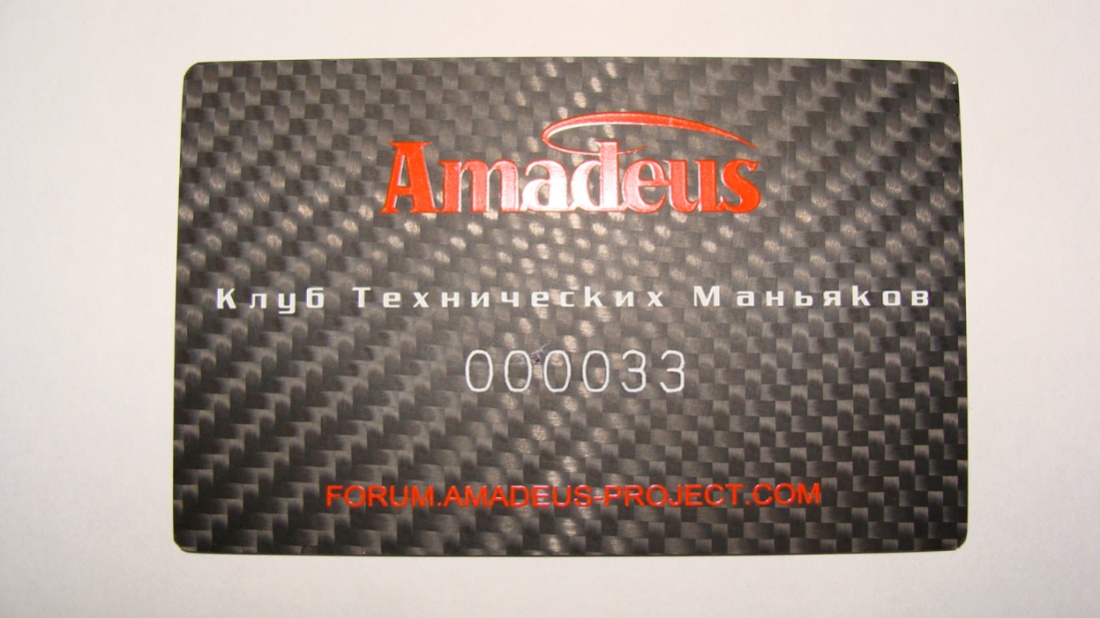 Amadeus
Клуб Технических Маньяков
000033
FORUM.AMADEUS-PROJECT.COM